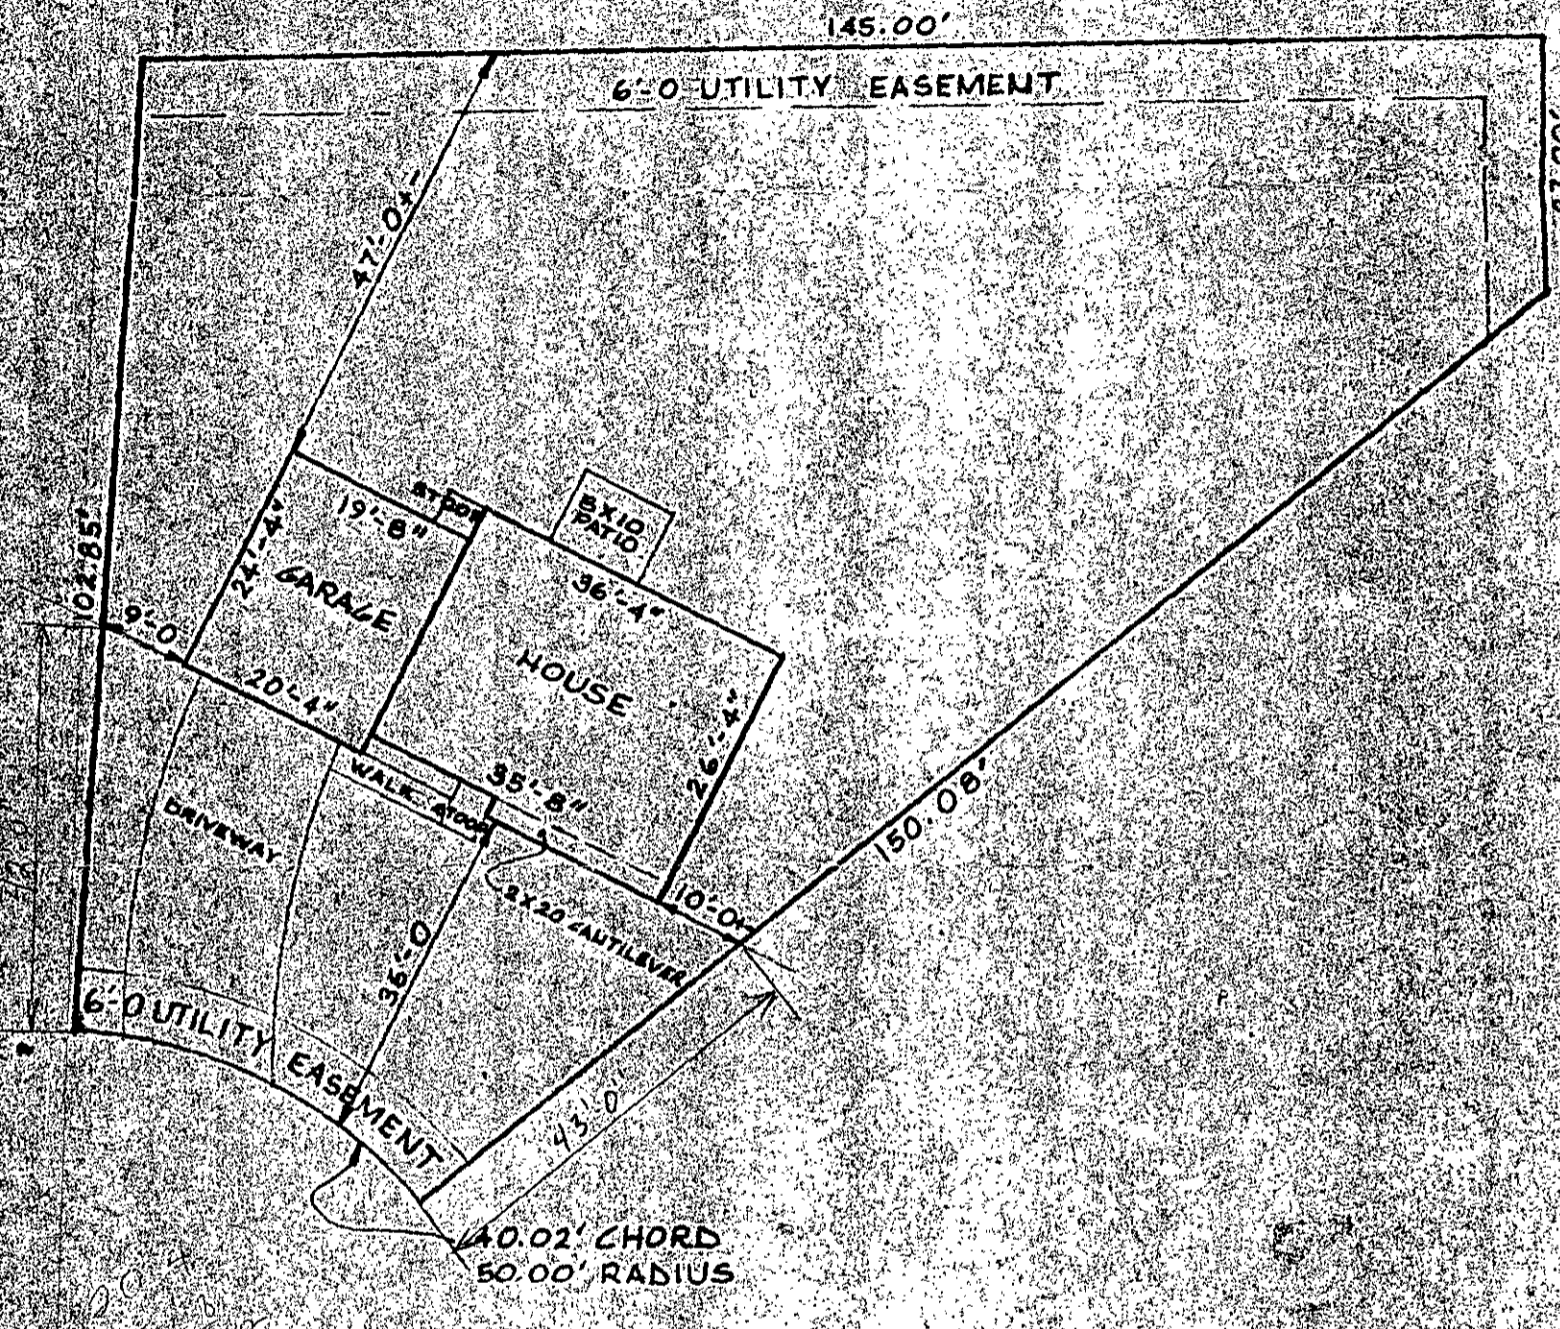 145.00'
6'-0 UTILITY EASEMENT
47'-0+-
102.85'
STOOP
19'-8"
8X10
PATIO
24'-4"
GARAGE
36'-4"
HOUSE
9'-0
20'-4"
26'-4"
35'-8"
WALK STOOP
DRIVEWAY
150.08'
10'-0+-
2X20 CANTILEVER
36'-0
6'-0 UTILITY EASEMENT
43'-0"
40.02' CHORD
50.00' RADIUS